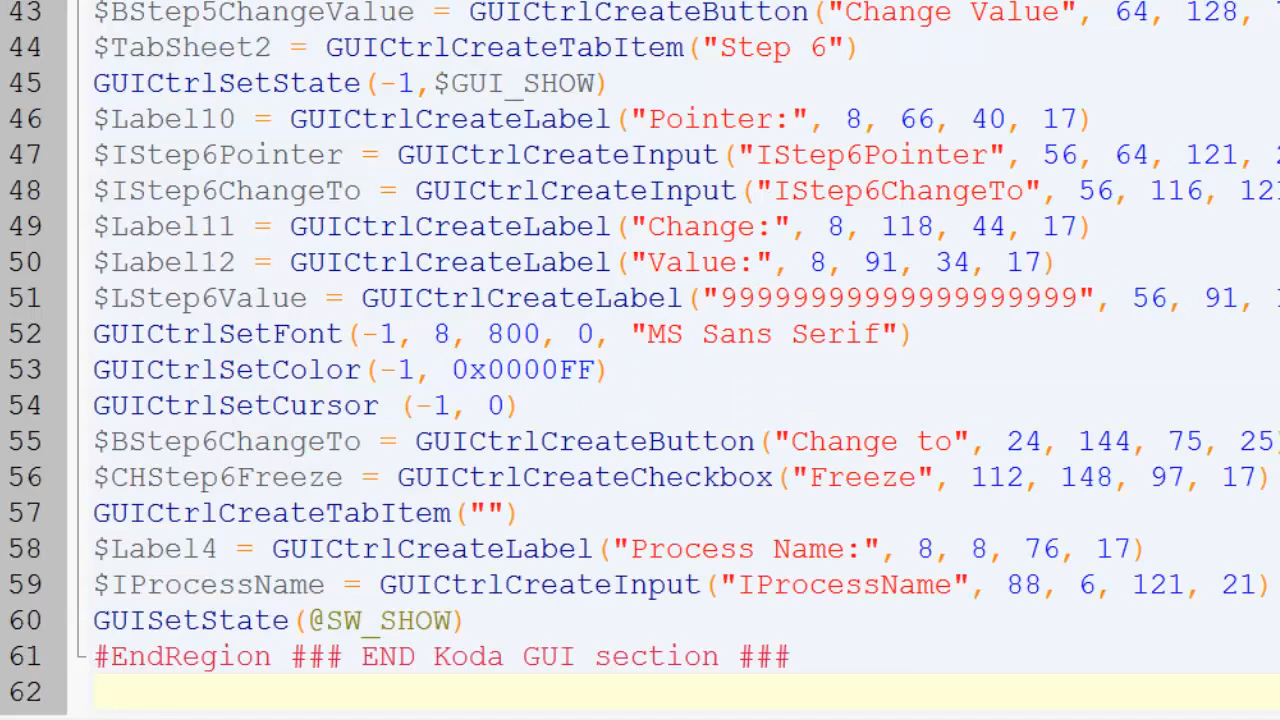 43 $BStep5ChangeValue = GUICtrlCreateButton("Change Value", 64, 128,
44 $TabSheet2 = GUICtrlCreateTabItem("Step 6")
45 GUICtrlSetState(-1,$GUI_SHOW)
46 $Label10 = GUICtrlCreateLabel("Pointer:", 8, 66, 40, 17)
47 $IStep6Pointer = GUICtrlCreateInput("IStep6Pointer", 56, 64, 121,
48 $IStep6ChangeTo = GUICtrlCreateInput("IStep6ChangeTo", 56, 116, 121
49 $Label11 = GUICtrlCreateLabel("Change:", 8, 118, 44, 17)
50 $Label12 = GUICtrlCreateLabel("Value:", 8, 91, 34, 17)
51 $LStep6Value = GUICtrlCreateLabel("99999999999999999999", 56, 91,
52 GUICtrlSetFont(-1, 8, 800, 0, "MS Sans Serif")
53 GUICtrlSetColor(-1, 0x0000FF)
54 GUICtrlSetCursor (-1, 0)
55 $BStep6ChangeTo = GUICtrlCreateButton("Change to", 24, 144, 75, 25)
56 $CHStep6Freeze = GUICtrlCreateCheckbox("Freeze", 112, 148, 97, 17)
57 GUICtrlCreateTabItem("")
58 $Label4 = GUICtrlCreateLabel("Process Name:", 8, 8, 76, 17)
59 $IProcessName = GUICtrlCreateInput("IProcessName", 88, 6, 121, 21)
60 GUISetState(@SW_SHOW)
61 #EndRegion ### END Koda GUI section ###
62